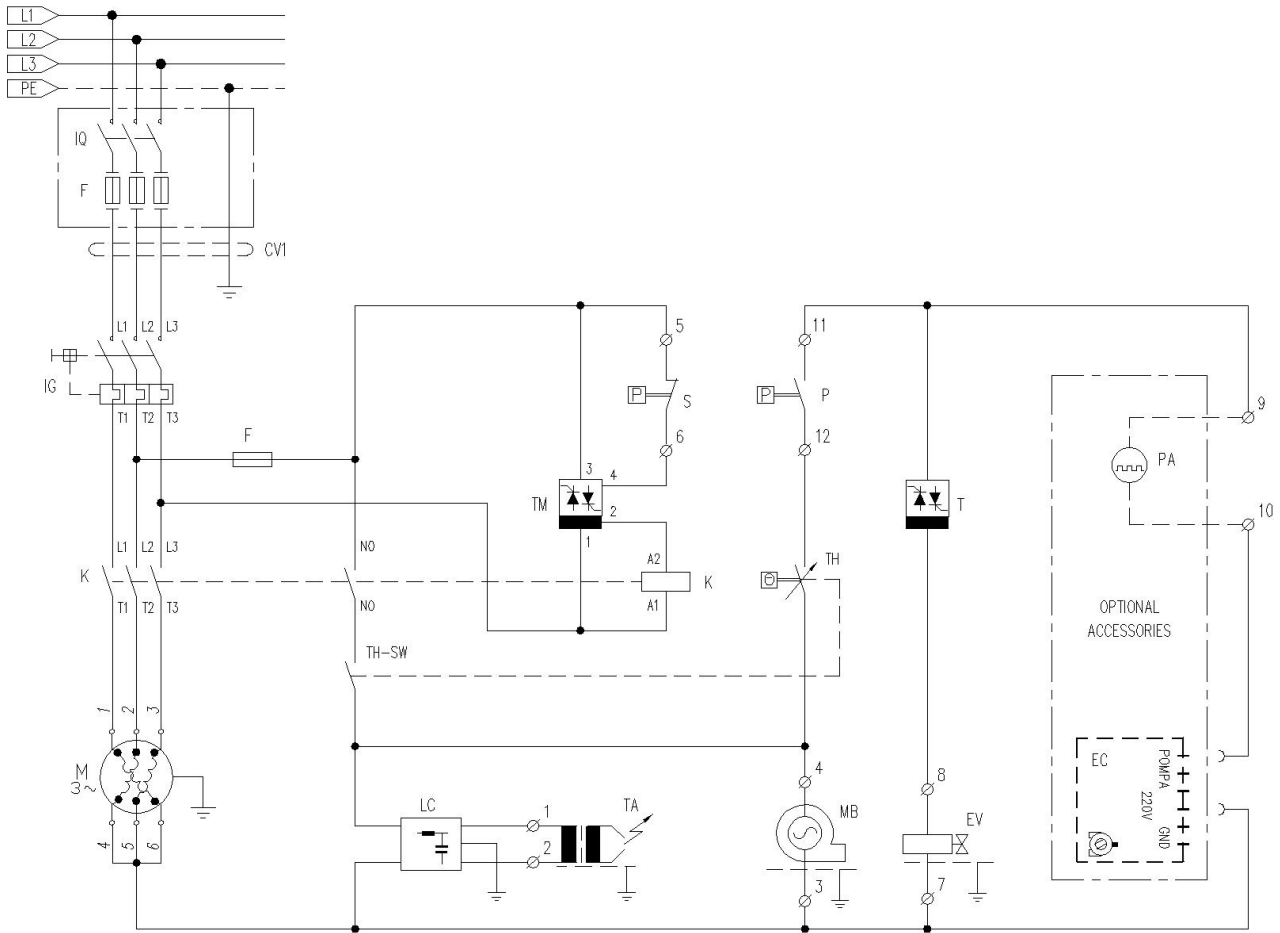 L1
L2
L3
PE
IQ
F
CV1
L1 L2 L3
IG
T1 T2 T3
F
5
P S
6
11
P P
12
9
PA
10
3 4
TM
2
1
T
L1 L2 L3
K
T1 T2 T3
NO
NO
A2
K
A1
TH
Θ
TH-SW
OPTIONAL
ACCESSORIES
1 2 3
M
3~
4 5 6
LC
1
2
TA
4
MB
3
8
EV
7
EC
POMPA
220V
GND